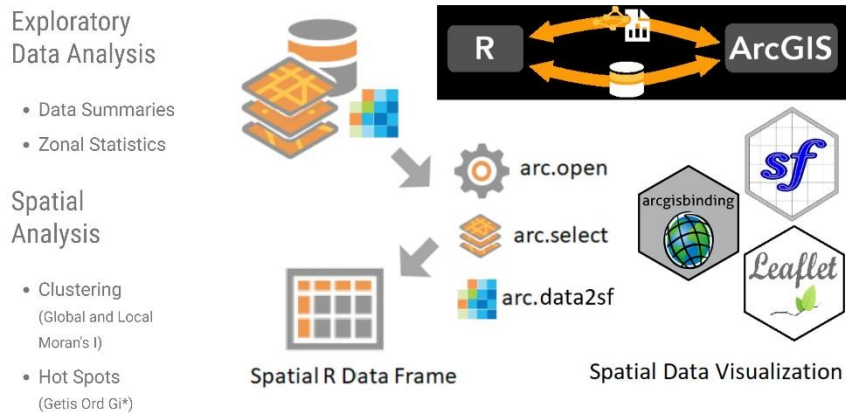 Exploratory
Data Analysis
• Data Summaries
• Zonal Statistics
Spatial
Analysis
• Clustering
(Global and Local
Moran's I)
• Hot Spots
(Getis Ord Gi*)
R
ArcGIS
arc.open
arc.select
arc.data2sf
Spatial R Data Frame
sf
arcgisbinding
Leaflet
Spatial Data Visualization